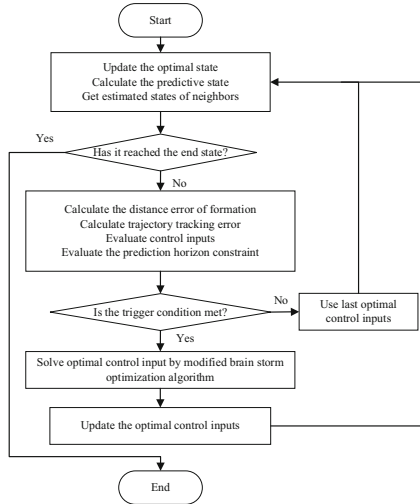 Start
Update the optimal state
Calculate the predictive state
Get estimated states of neighbors
Yes
Has it reached the end state?
No
Calculate the distance error of formation
Calculate trajectory tracking error
Evaluate control inputs
Evaluate the prediction horizon constraint
Is the trigger condition met?
No
Use last optimal
control inputs
Yes
Solve optimal control input by modified brain storm
optimization algorithm
Update the optimal control inputs
End